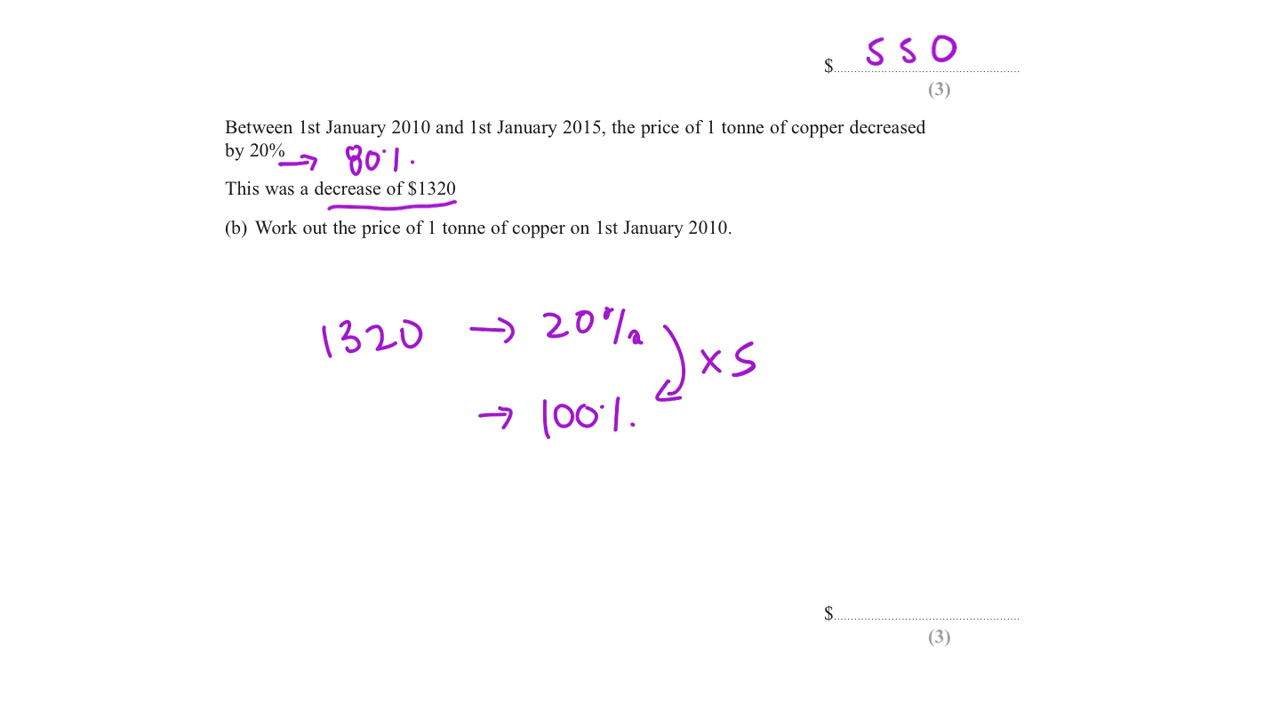 $ 550
(3)
Between 1st January 2010 and 1st January 2015, the price of 1 tonne of copper decreased
by 20% → 80%.
This was a decrease of $1320
(b) Work out the price of 1 tonne of copper on 1st January 2010.
1320 → 20%
× 5
→ 100%.
$
(3)